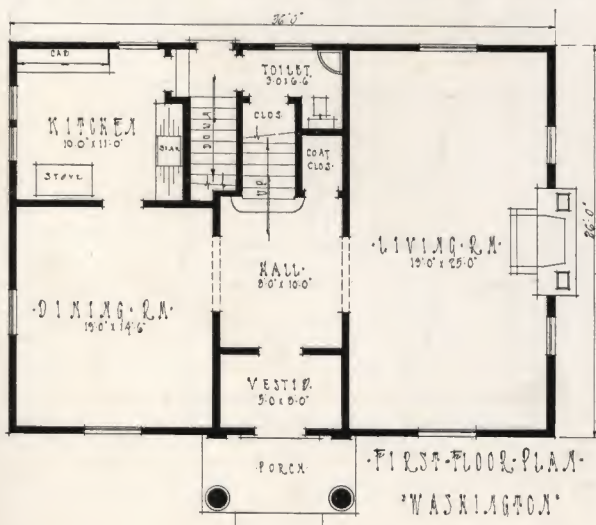 36'-0"
CAB
TOILET
3'0 x 6'-6
KITCHEN
10'-0" x 11'-0"
DOWN
CLOS.
SINK
COAT
CLOS.
STOVE
UP
26'-0"
·LIVING·RM·
13'-0" x 25'-0"
HALL·
8'-0" x 10'-0"
·DINING·RM·
13'-0" x 14'-6"
VESTIB.
5'-0 x 8'-0"
·PORCH·
·FIRST·FLOOR·PLAN·
"WASHINGTON"